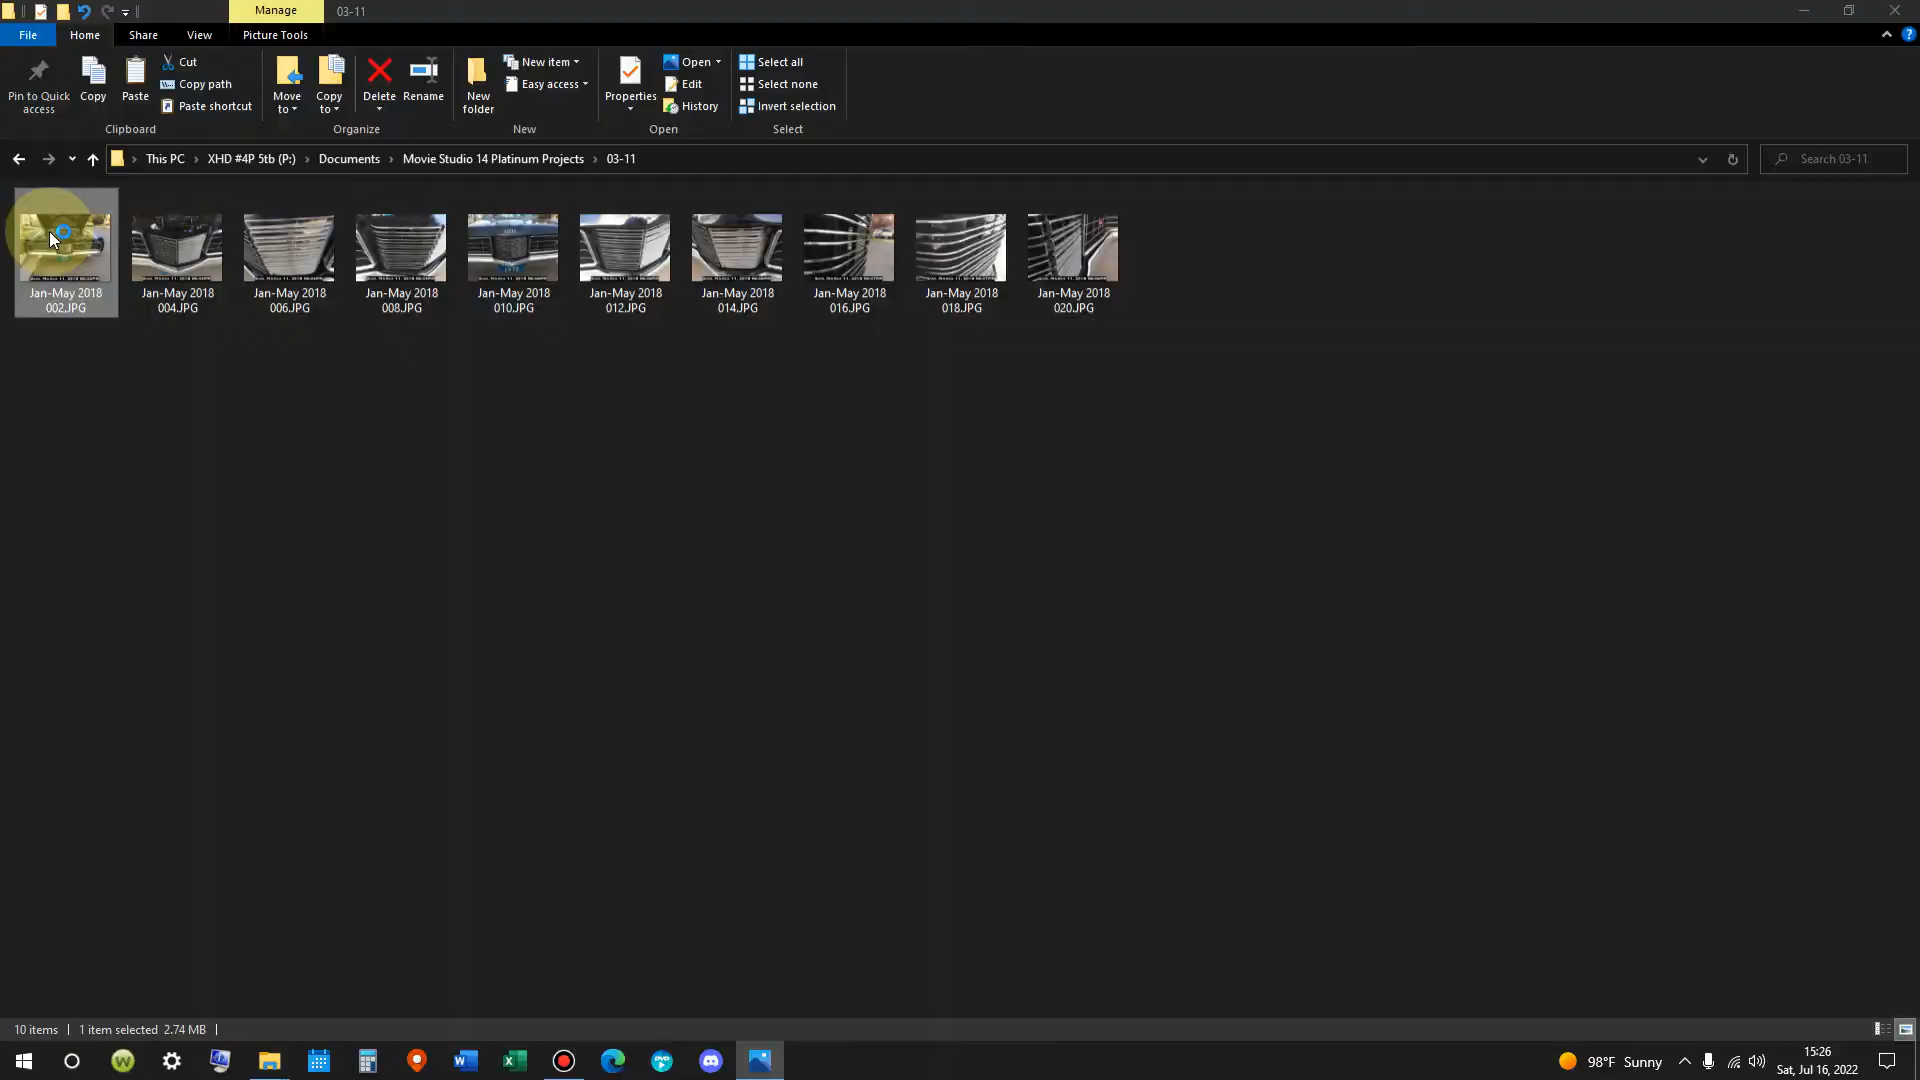 Manage
03-11
File
Home
Share
View
Picture Tools
Pin to Quick
access
Copy
Paste
Cut
Copy path
Paste shortcut
Clipboard
Move
to
Copy
to
Delete
Rename
Organize
New
folder
New item
Easy access
New
Properties
Open
Edit
History
Open
Select all
Select none
Invert selection
Select
This PC › XHD #4P 5tb (P:) › Documents › Movie Studio 14 Platinum Projects › 03-11
Search 03-11
Jan-May 2018
002.JPG
Jan-May 2018
004.JPG
Jan-May 2018
006.JPG
Jan-May 2018
008.JPG
Jan-May 2018
010.JPG
Jan-May 2018
012.JPG
Jan-May 2018
014.JPG
Jan-May 2018
016.JPG
Jan-May 2018
018.JPG
Jan-May 2018
020.JPG
10 items
1 item selected 2.74 MB
98°F Sunny
15:26
Sat, Jul 16, 2022